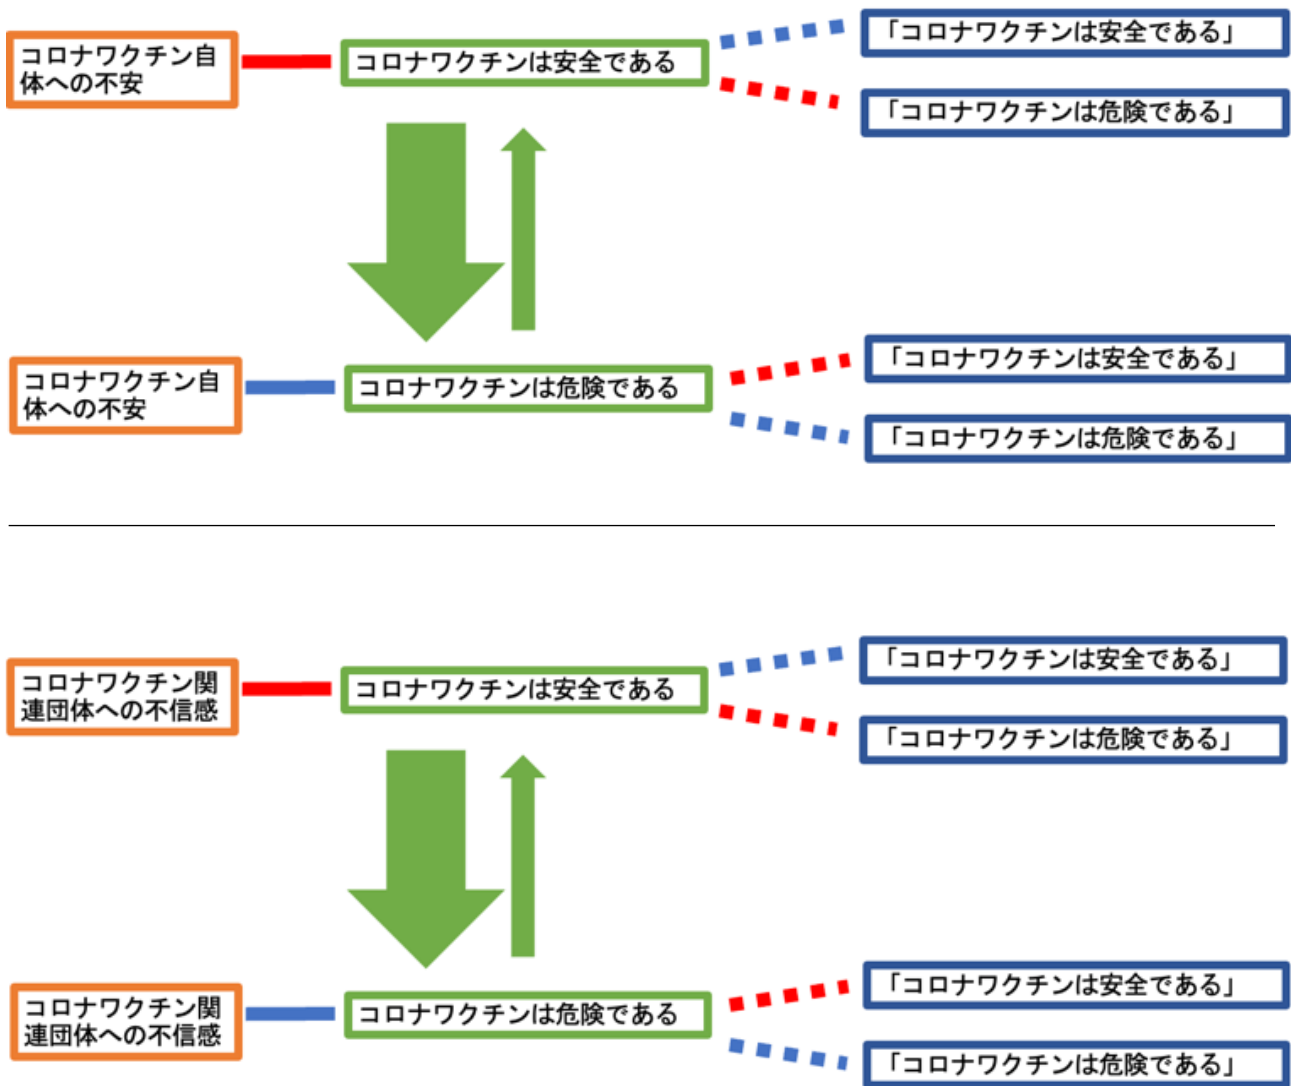 コロナワクチン自
体への不安
コロナワクチンは安全である
「コロナワクチンは安全である」
「コロナワクチンは危険である」
コロナワクチン自
体への不安
コロナワクチンは危険である
「コロナワクチンは安全である」
「コロナワクチンは危険である」
コロナワクチン関
連団体への不信感
コロナワクチンは安全である
「コロナワクチンは安全である」
「コロナワクチンは危険である」
コロナワクチン関
連団体への不信感
コロナワクチンは危険である
「コロナワクチンは安全である」
「コロナワクチンは危険である」